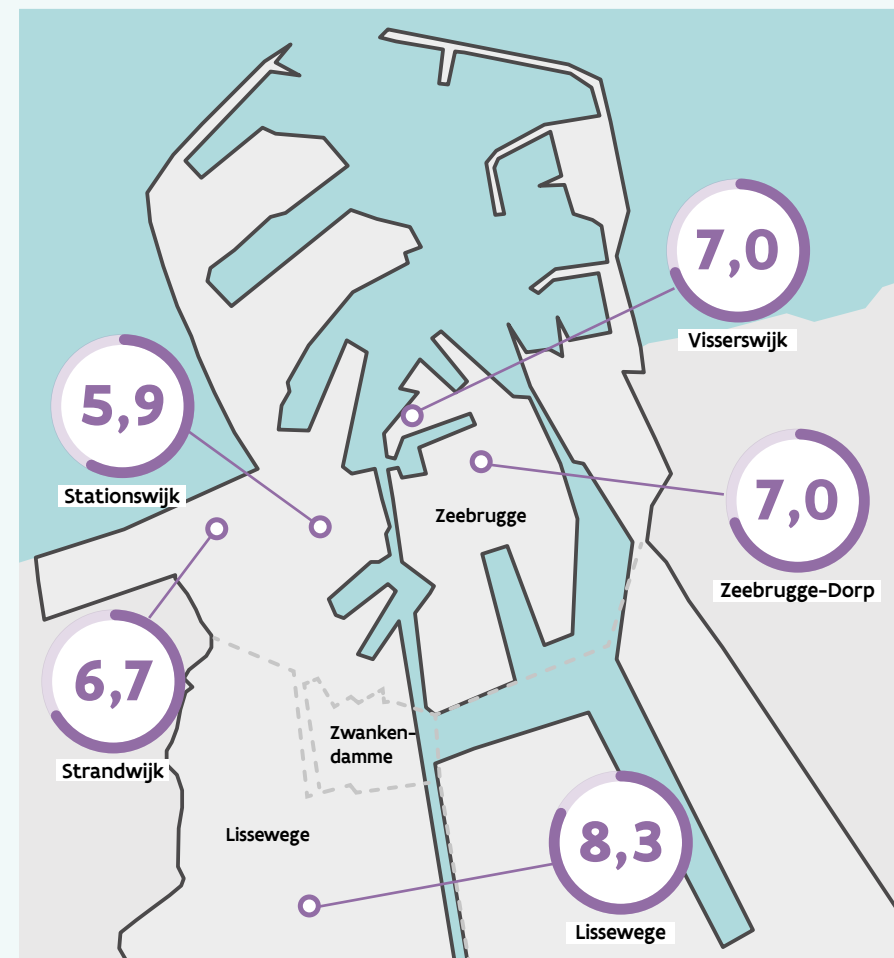 7,0
Visserswijk
5,9
Stationswijk
7,0
Zeebrugge-Dorp
Zeebrugge
6,7
Strandwijk
Zwanken-
damme
Lissewege
8,3
Lissewege